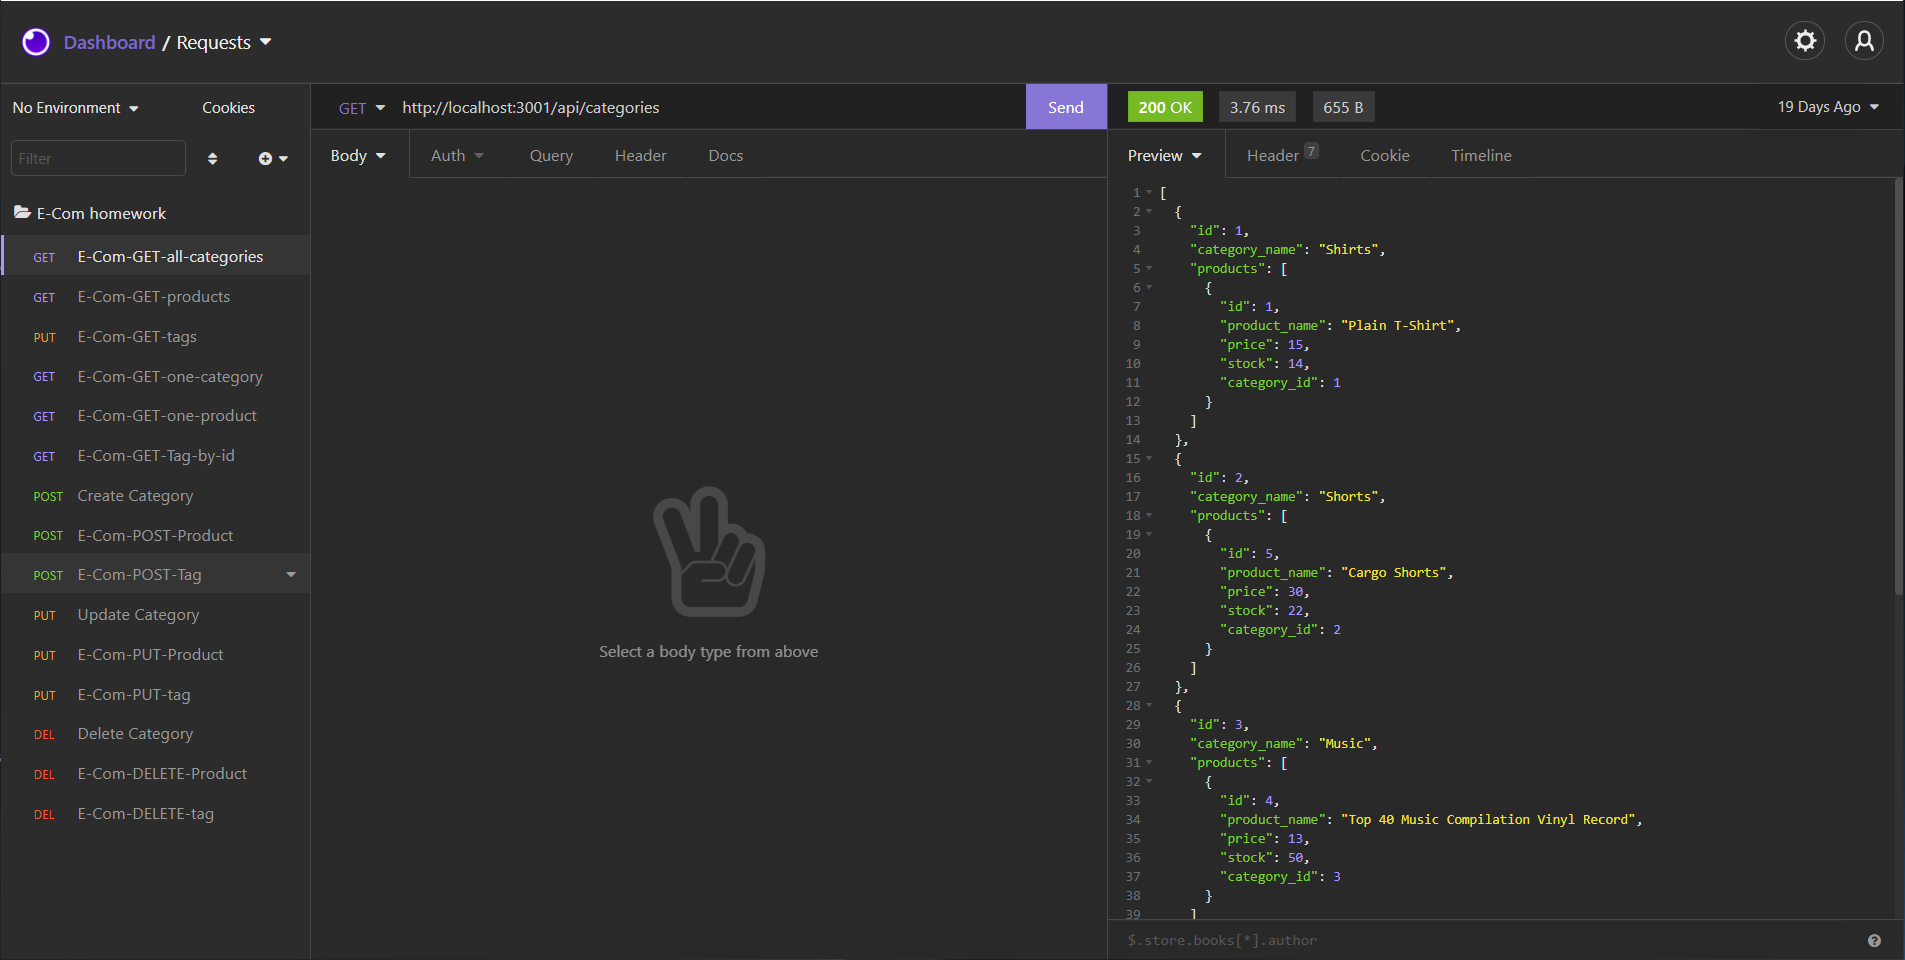 Dashboard / Requests
No Environment Cookies
Filter
E-Com homework
GET E-Com-GET-all-categories
GET E-Com-GET-products
PUT E-Com-GET-tags
GET E-Com-GET-one-category
GET E-Com-GET-one-product
GET E-Com-GET-Tag-by-id
POST Create Category
POST E-Com-POST-Product
POST E-Com-POST-Tag
PUT Update Category
PUT E-Com-PUT-Product
PUT E-Com-PUT-tag
DEL Delete Category
DEL E-Com-DELETE-Product
DEL E-Com-DELETE-tag
GET http://localhost:3001/api/categories Send
Body Auth Query Header Docs
Select a body type from above
200 OK 3.76 ms 655 B 19 Days Ago
Preview Header 7 Cookie Timeline
1 [
2 {
3 "id": 1,
4 "category_name": "Shirts",
5 "products": [
6 {
7 "id": 1,
8 "product_name": "Plain T-Shirt",
9 "price": 15,
10 "stock": 14,
11 "category_id": 1
12 }
13 ]
14 },
15 {
16 "id": 2,
17 "category_name": "Shorts",
18 "products": [
19 {
20 "id": 5,
21 "product_name": "Cargo Shorts",
22 "price": 30,
23 "stock": 22,
24 "category_id": 2
25 }
26 ]
27 },
28 {
29 "id": 3,
30 "category_name": "Music",
31 "products": [
32 {
33 "id": 4,
34 "product_name": "Top 40 Music Compilation Vinyl Record",
35 "price": 13,
36 "stock": 50,
37 "category_id": 3
38 }
39 ]
$.store.books[*].author ?